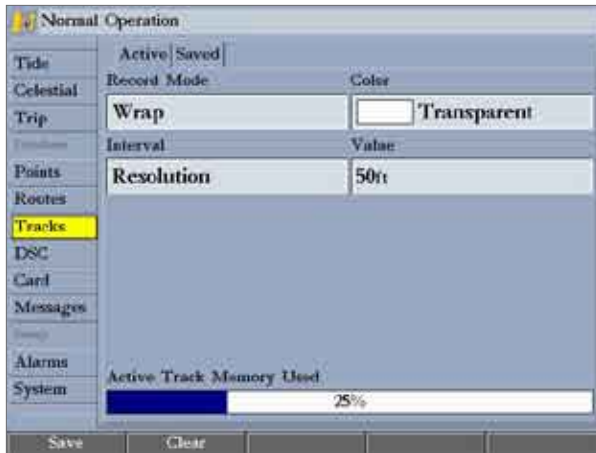 Normal Operation
Active Saved
Tide
Celestial
Trip
Points
Routes
Tracks
DSC
Card
Messages
Alarms
System
Record Mode
Color
Wrap
Transparent
Interval
Value
Resolution
50ft
Active Track Memory Used
25%
Save
Clear